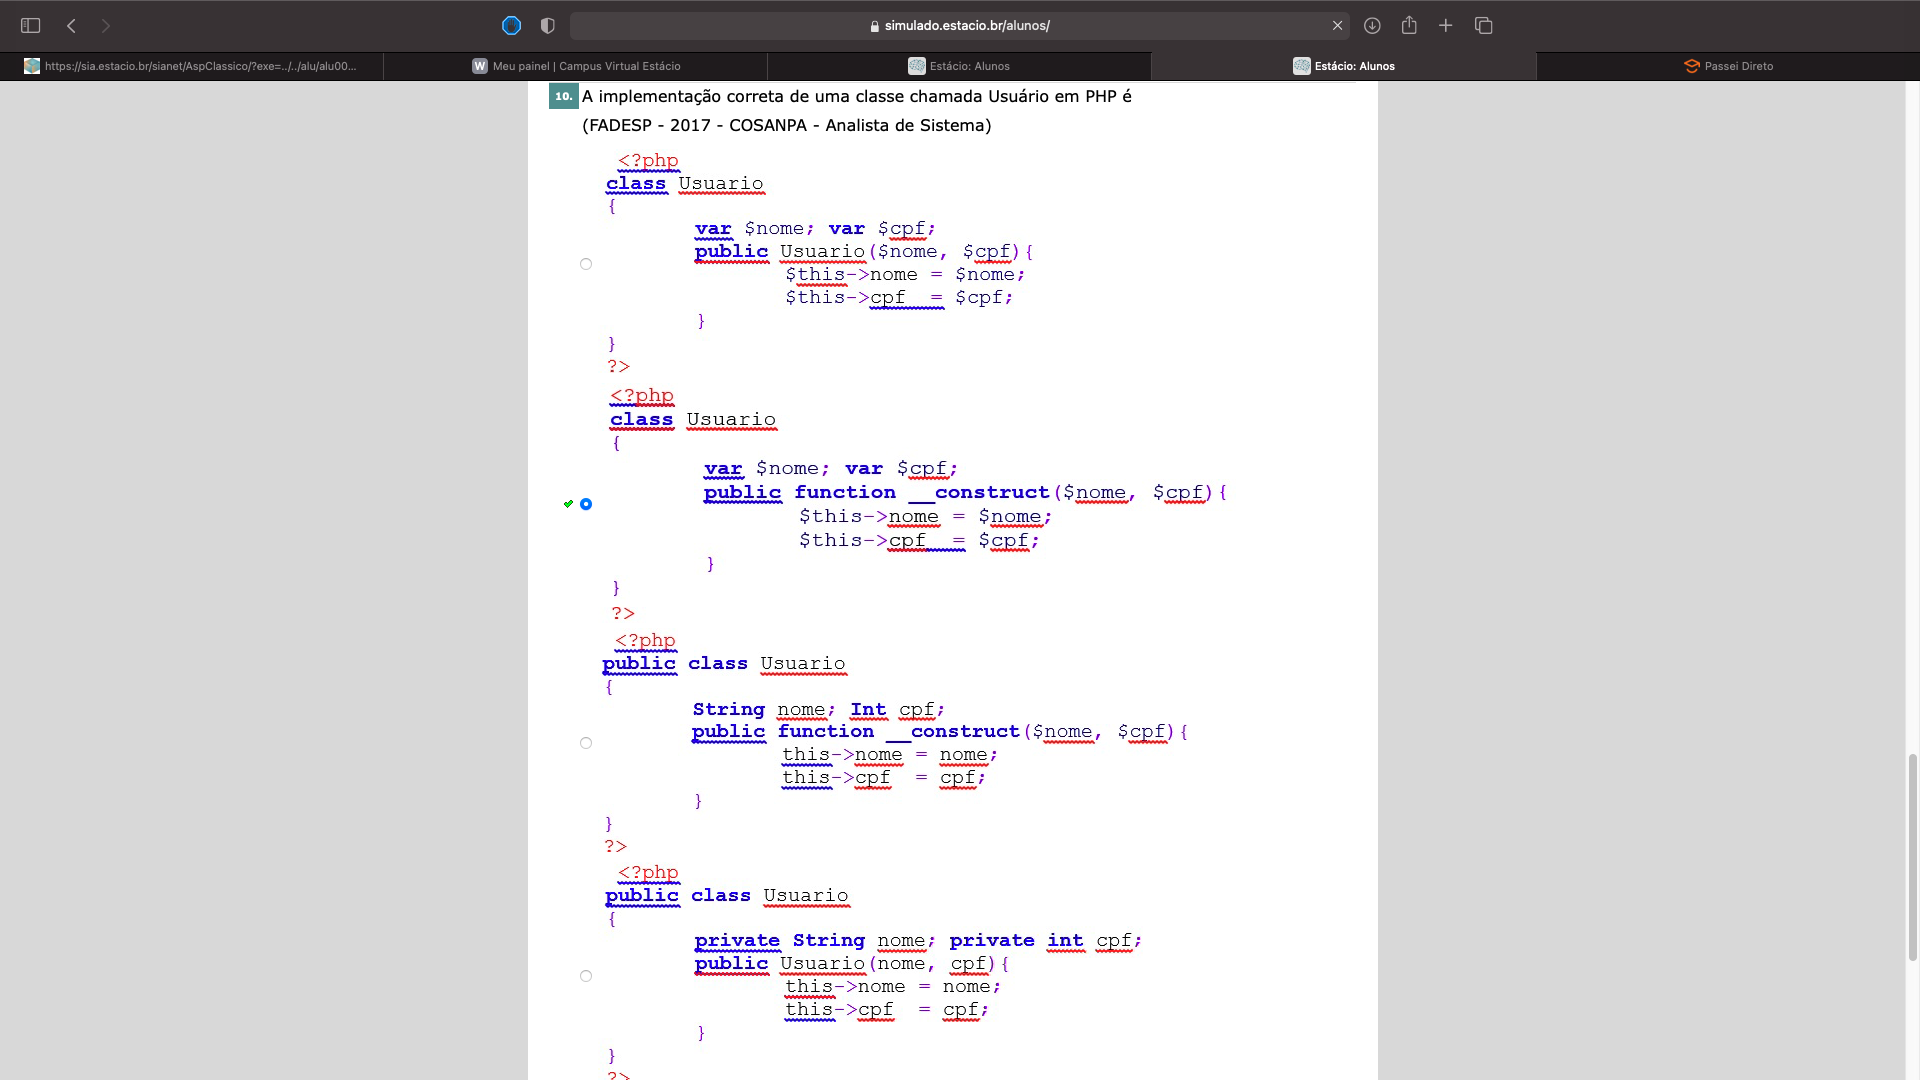 simulado.estacio.br/alunos/
https://sia.estacio.br/sianet/AspClassico/?exe=../../alu/alu00...
W Meu painel | Campus Virtual Estácio
Estácio: Alunos
Estácio: Alunos
Passei Direto
10. A implementação correta de uma classe chamada Usuário em PHP é
(FADESP - 2017 - COSANPA - Analista de Sistema)
<?php
class Usuario
{
var $nome; var $cpf;
public Usuario($nome, $cpf){
$this->nome = $nome;
$this->cpf = $cpf;
}
}
?>
<?php
class Usuario
{
var $nome; var $cpf;
public function __construct($nome, $cpf){
$this->nome = $nome;
$this->cpf = $cpf;
}
}
?>
<?php
public class Usuario
{
String nome; Int cpf;
public function __construct($nome, $cpf){
this->nome = nome;
this->cpf = cpf;
}
}
?>
<?php
public class Usuario
{
private String nome; private int cpf;
public Usuario(nome, cpf){
this->nome = nome;
this->cpf = cpf;
}
}
?>